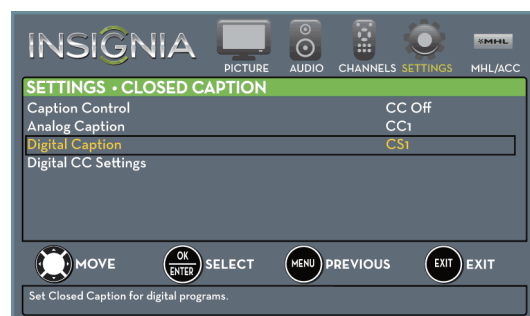 INSIGNIA
PICTURE AUDIO CHANNELS SETTINGS MHL/ACC
MHL
SETTINGS • CLOSED CAPTION
Caption Control CC Off
Analog Caption CC1
Digital Caption CS1
Digital CC Settings
MOVE OK ENTER SELECT MENU PREVIOUS EXIT EXIT
Set Closed Caption for digital programs.